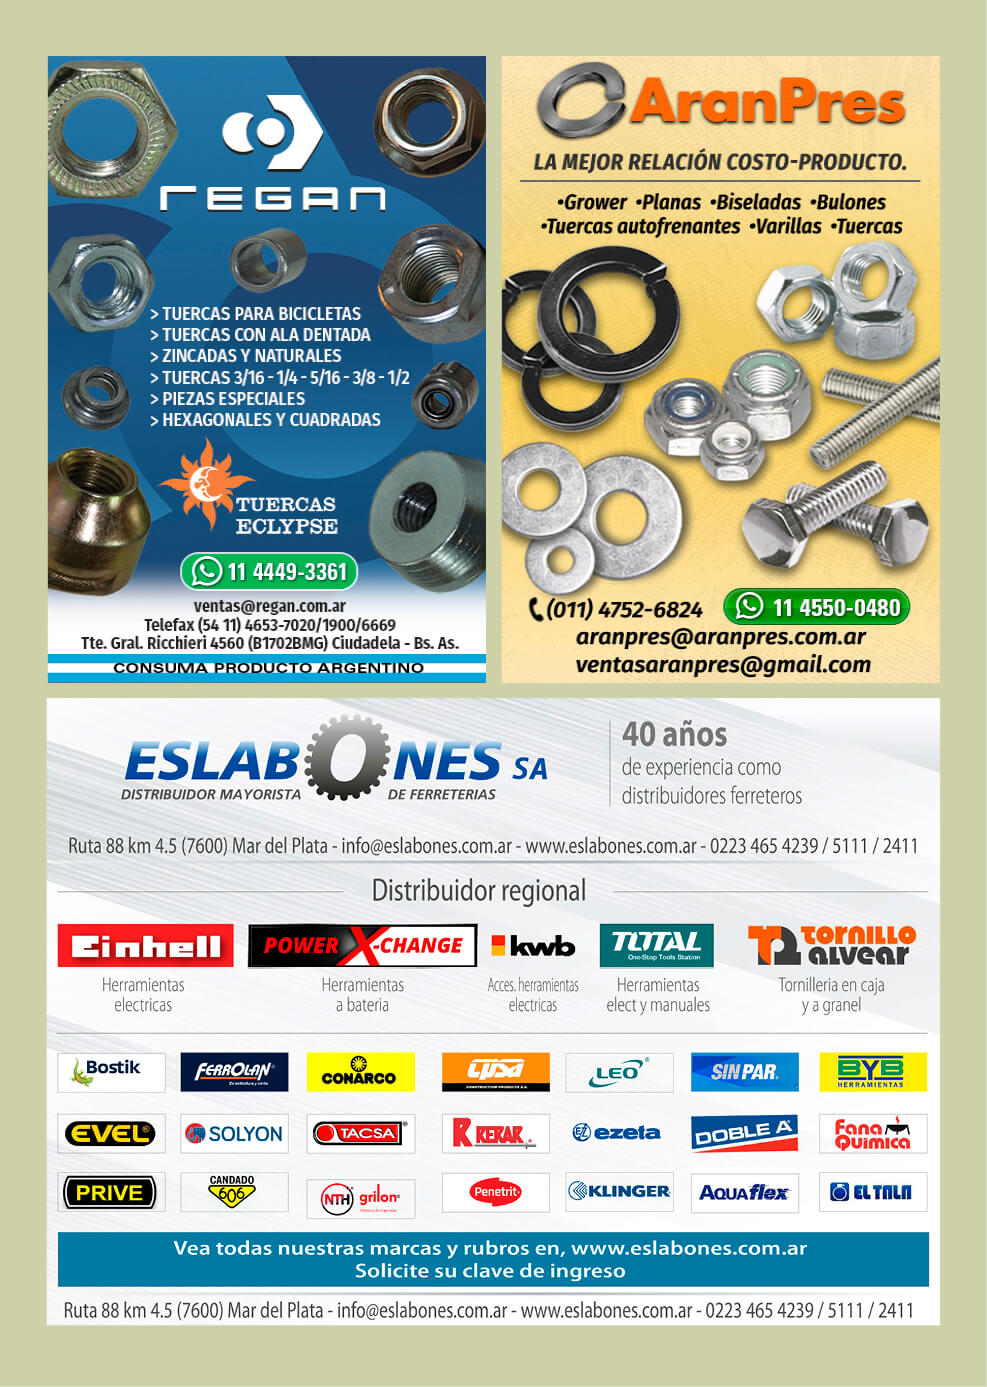 REGAN
> TUERCAS PARA BICICLETAS
> TUERCAS CON ALA DENTADA
> ZINCADAS Y NATURALES
> TUERCAS 3/16 - 1/4 - 5/16 - 3/8 - 1/2
> PIEZAS ESPECIALES
> HEXAGONALES Y CUADRADAS
TUERCAS
ECLYPSE
11 4449-3361
ventas@regan.com.ar
Telefax (54 11) 4653-7020/1900/6669
Tte. Gral. Ricchieri 4560 (B1702BMG) Ciudadela - Bs. As.
CONSUMA PRODUCTO ARGENTINO
AranPres
LA MEJOR RELACIÓN COSTO-PRODUCTO.
•Grower •Planas •Biseladas •Bulones
•Tuercas autofrenantes •Varillas •Tuercas
(011) 4752-6824
11 4550-0480
aranpres@aranpres.com.ar
ventasaranpres@gmail.com
ESLABONES SA
DISTRIBUIDOR MAYORISTA DE FERRETERIAS
40 años
de experiencia como
distribuidores ferreteros
Ruta 88 km 4.5 (7600) Mar del Plata - info@eslabones.com.ar - www.eslabones.com.ar - 0223 465 4239 / 5111 / 2411
Distribuidor regional
Einhell
POWER X-CHANGE
kwb
TOTAL
One-Stop Tools Station
TORNILLO
ALVEAR
Herramientas
electricas
Herramientas
a bateria
Acces. herramientas
electricas
Herramientas
elect y manuales
Tornilleria en caja
y a granel
Bostik
FERROLAN
CONARCO
LPSA
CONSTRUCTION PRODUCTS S.A.
LEO
SINPAR
BYB
HERRAMIENTAS
EVEL
SOLYON
TACSA
KEKAR
EZ ezeta
DOBLE A
Fana
Quimica
PRIVE
CANDADO
606
NTH grilon
Penetrit
KLINGER
AQUAflex
EL TALA
Vea todas nuestras marcas y rubros en, www.eslabones.com.ar
Solicite su clave de ingreso
Ruta 88 km 4.5 (7600) Mar del Plata - info@eslabones.com.ar - www.eslabones.com.ar - 0223 465 4239 / 5111 / 2411